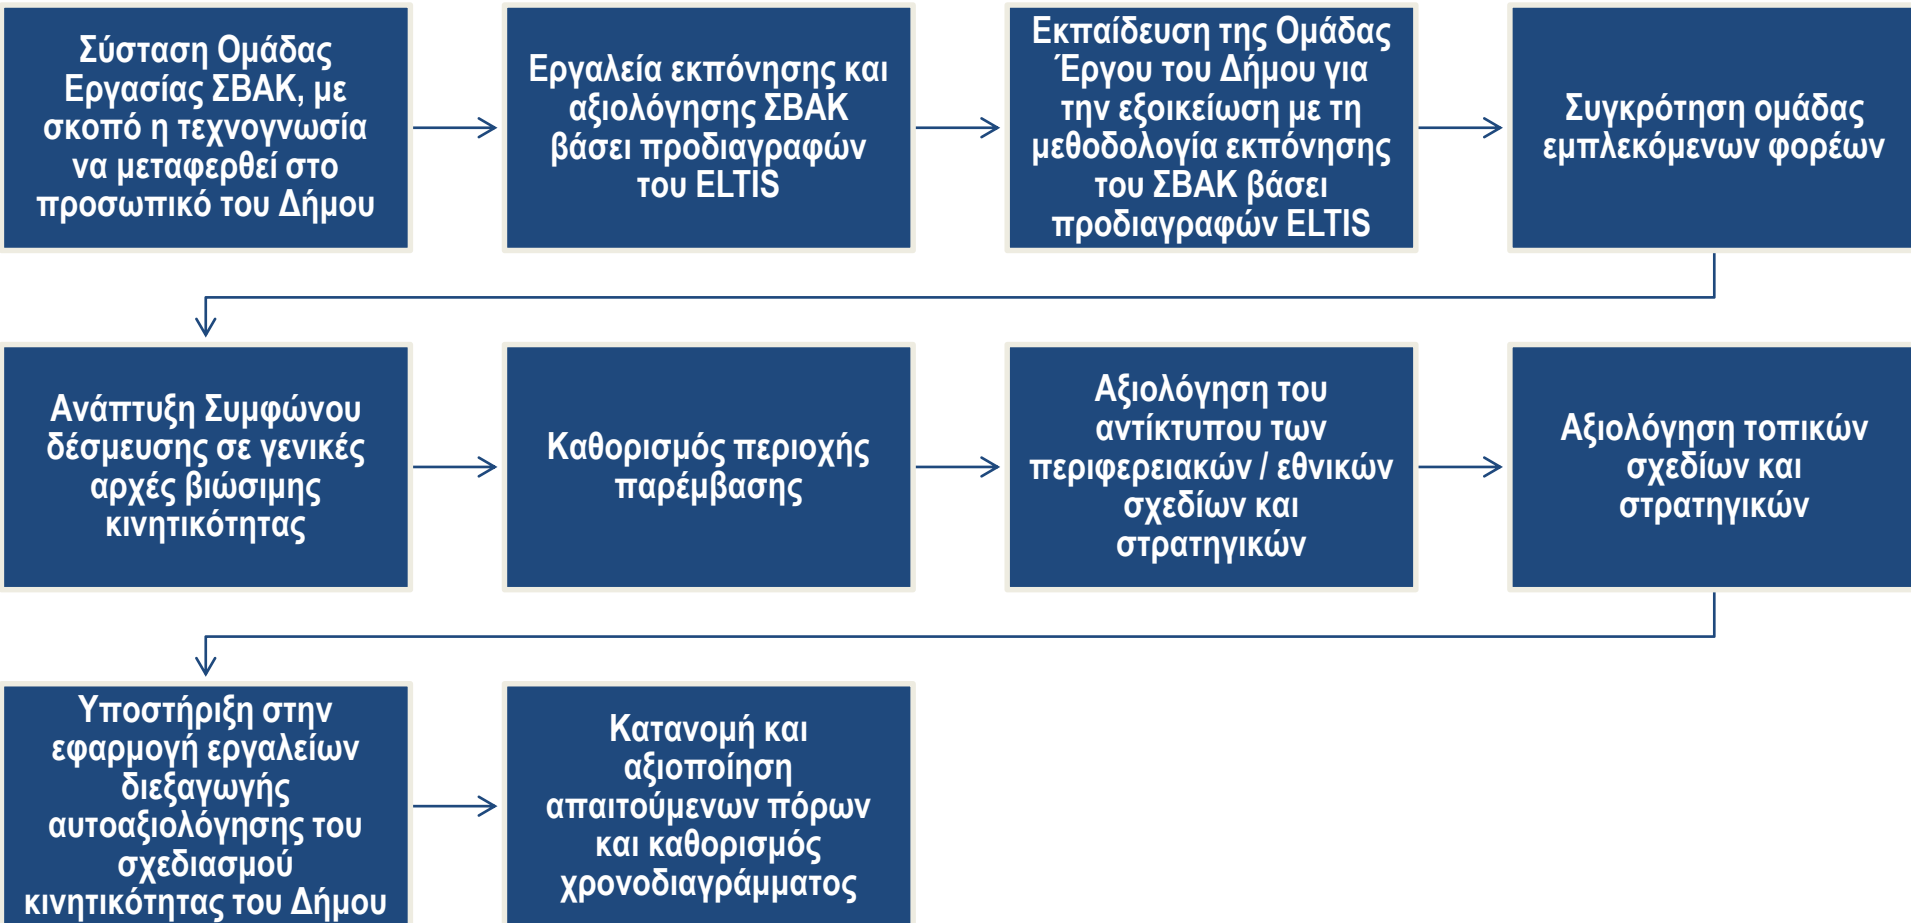 Σύσταση Ομάδας
Εργασίας ΣΒΑΚ, με
σκοπό η τεχνογνωσία
να μεταφερθεί στο
προσωπικό του Δήμου
Εργαλεία εκπόνησης και
αξιολόγησης ΣΒΑΚ
βάσει προδιαγραφών
του ELTIS
Εκπαίδευση της Ομάδας
Έργου του Δήμου για
την εξοικείωση με τη
μεθοδολογία εκπόνησης
του ΣΒΑΚ βάσει
προδιαγραφών ELTIS
Συγκρότηση ομάδας
εμπλεκόμενων φορέων
Ανάπτυξη Συμφώνου
δέσμευσης σε γενικές
αρχές βιώσιμης
κινητικότητας
Καθορισμός περιοχής
παρέμβασης
Αξιολόγηση του
αντίκτυπου των
περιφερειακών / εθνικών
σχεδίων και
στρατηγικών
Αξιολόγηση τοπικών
σχεδίων και
στρατηγικών
Υποστήριξη στην
εφαρμογή εργαλείων
διεξαγωγής
αυτοαξιολόγησης του
σχεδιασμού
κινητικότητας του Δήμου
Κατανομή και
αξιοποίηση
απαιτούμενων πόρων
και καθορισμός
χρονοδιαγράμματος